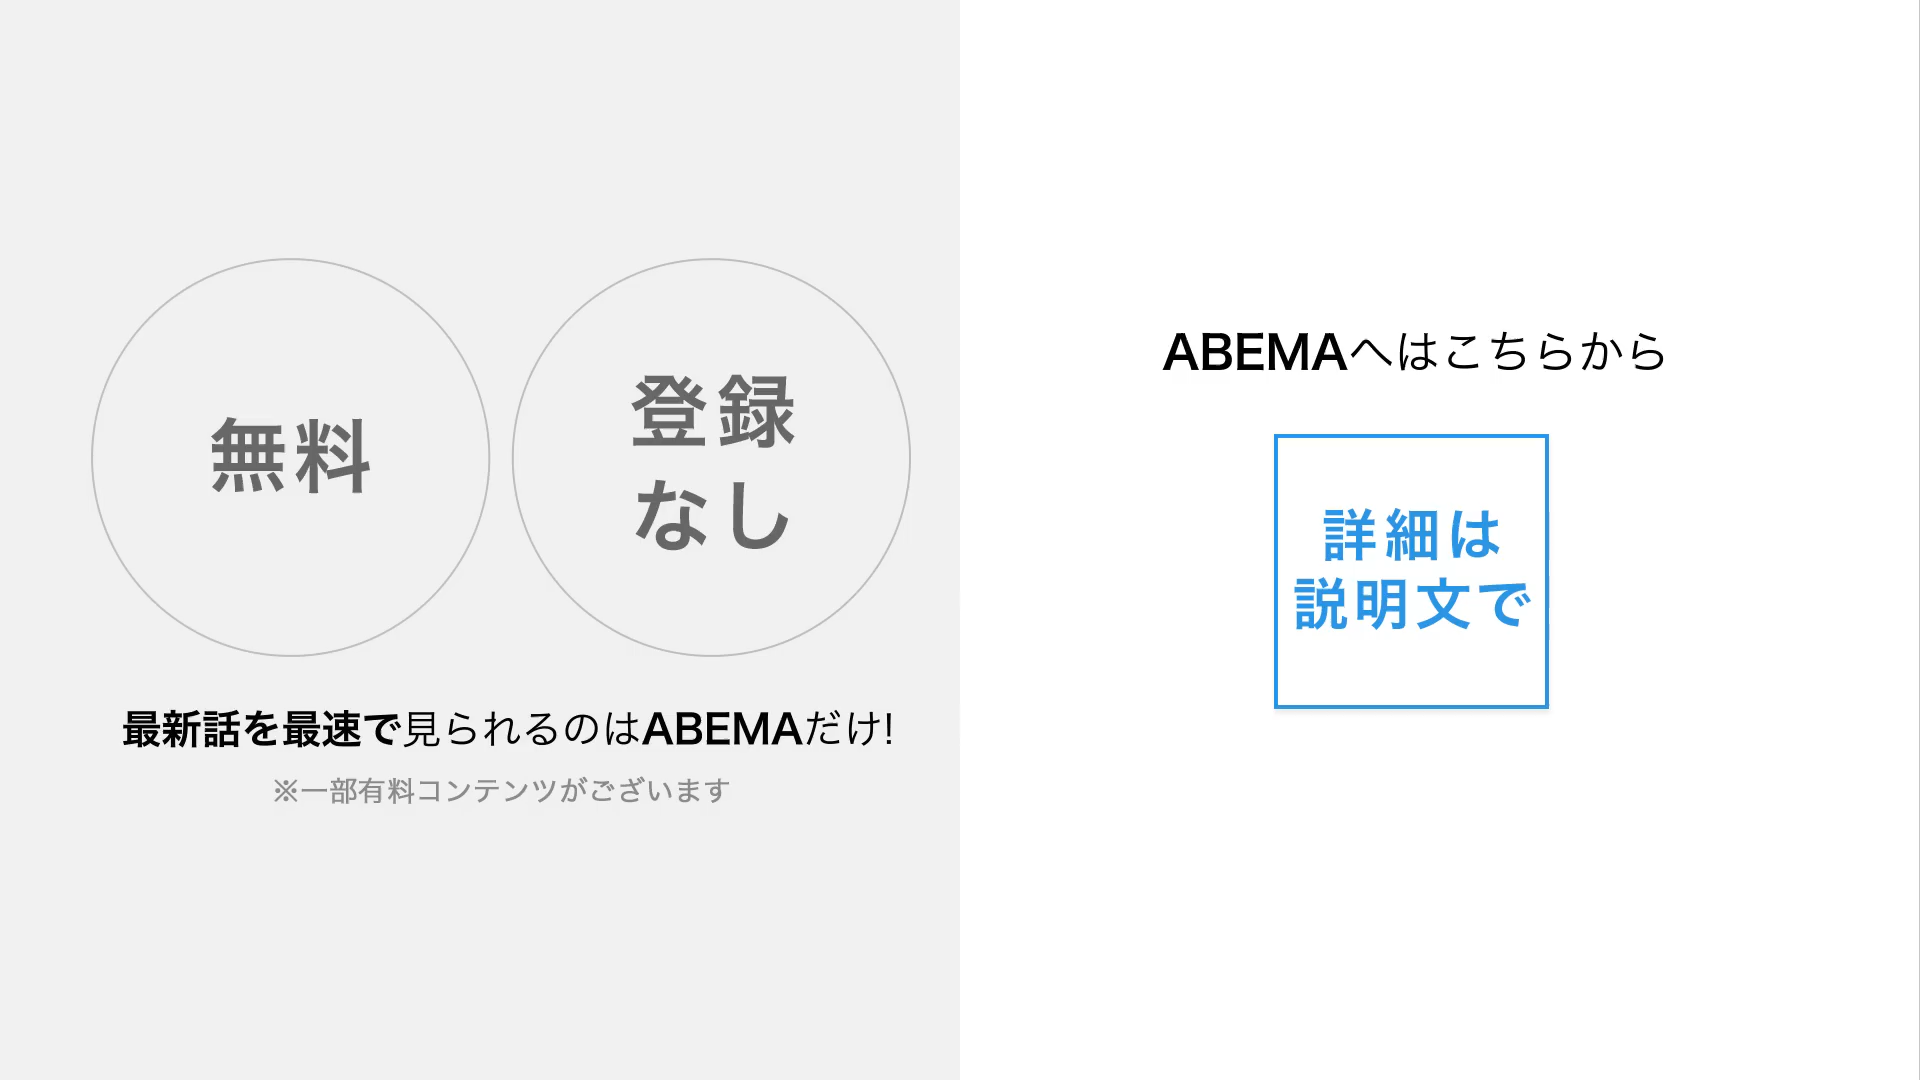 無料
登録
なし
最新話を最速で見られるのはABEMAだけ!
※一部有料コンテンツがございます
ABEMAへはこちらから
詳細は
説明文で